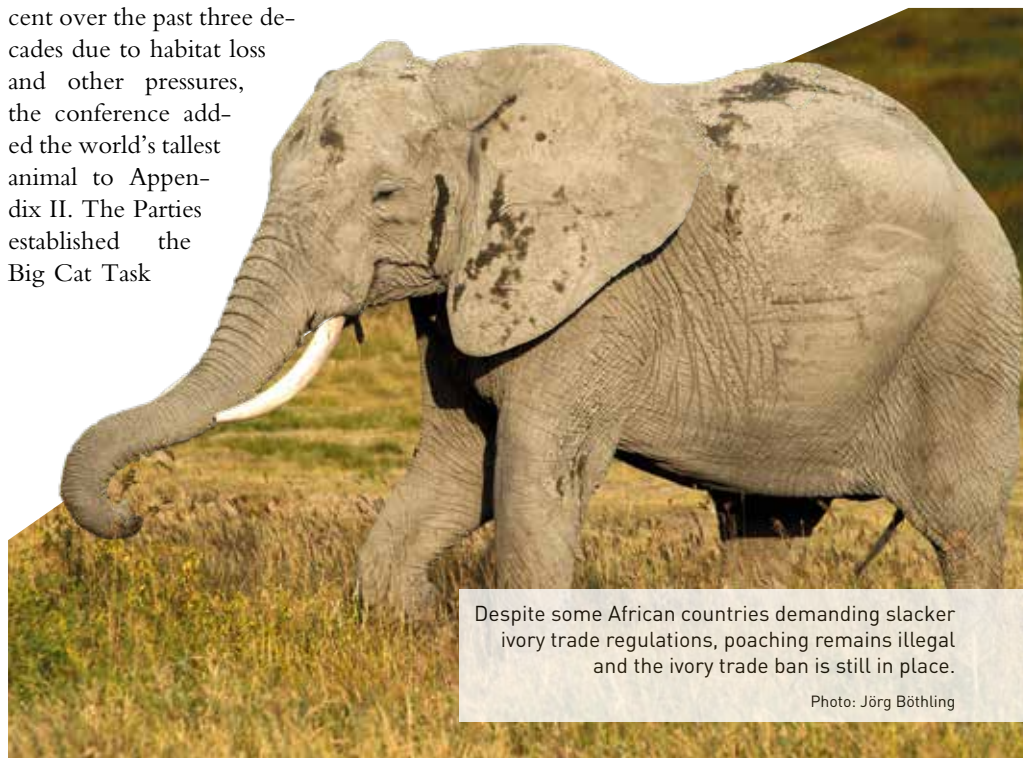 cent over the past three de-
cades due to habitat loss
and other pressures,
the conference add-
ed the world's tallest
animal to Appen-
dix II. The Parties
established the
Big Cat Task
Despite some African countries demanding slacker
ivory trade regulations, poaching remains illegal
and the ivory trade ban is still in place.
Photo: Jörg Böthling